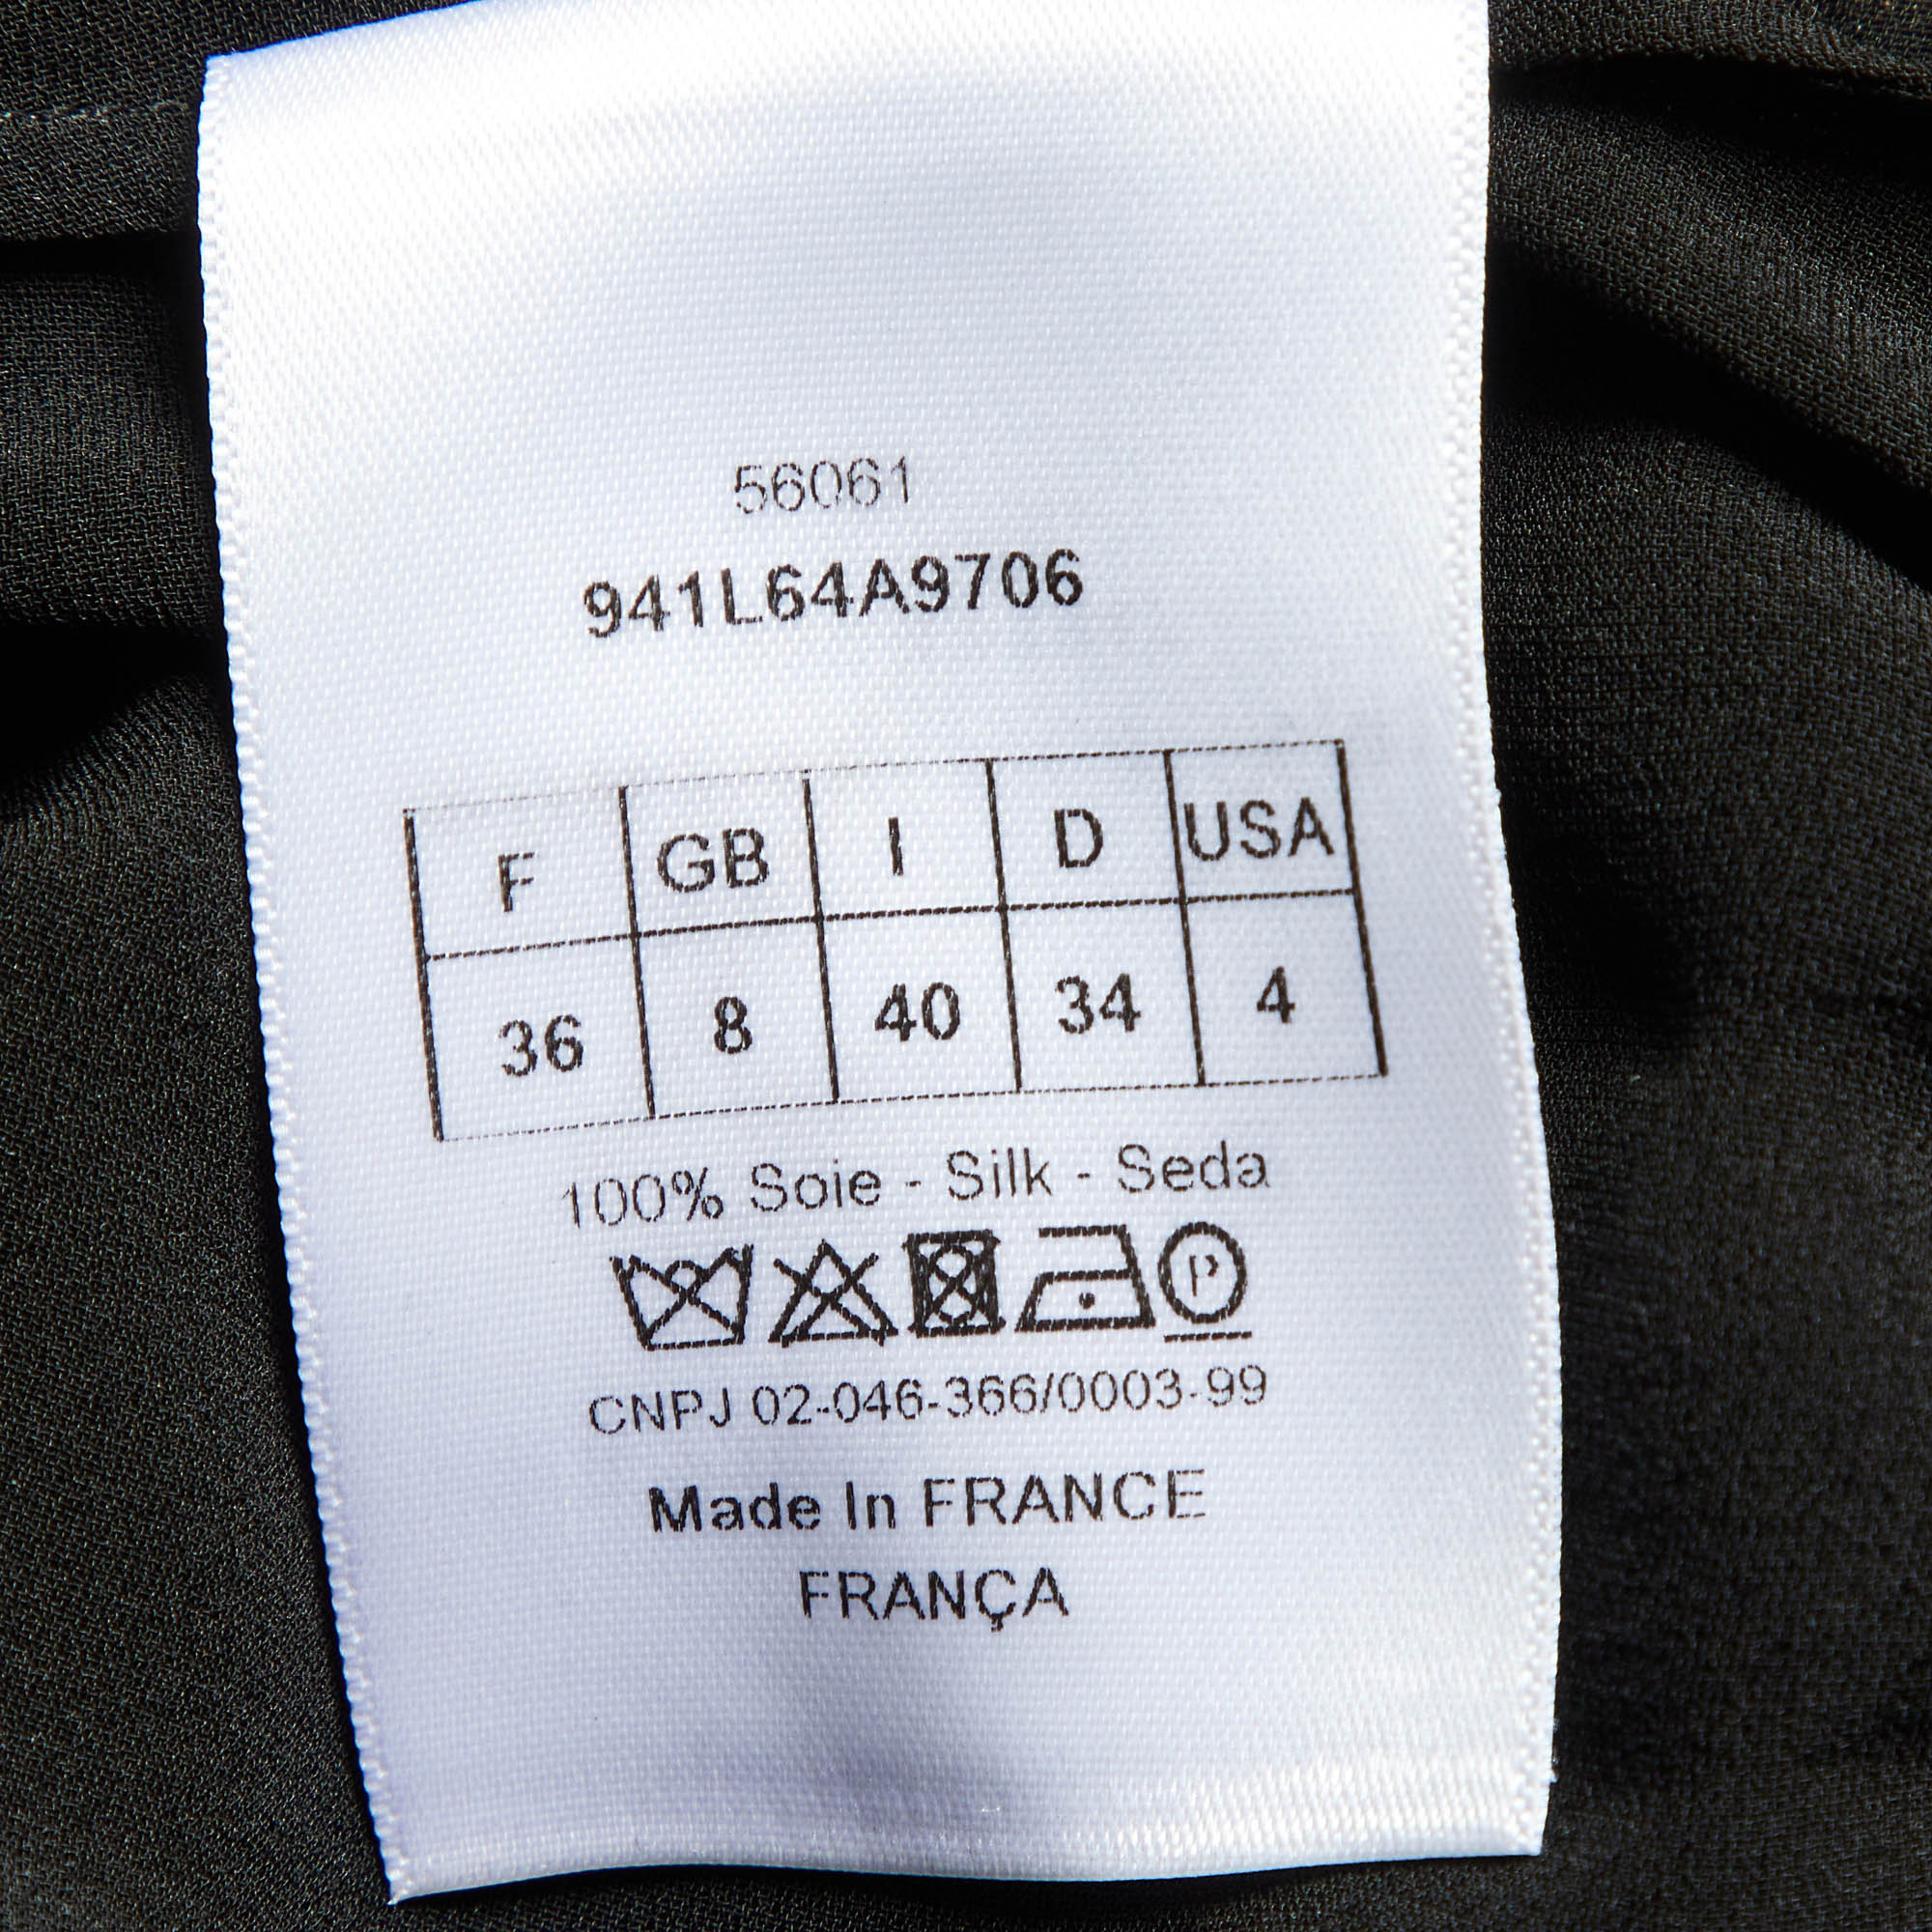 56061
941L64A9706
F GB I D USA
36 8 40 34 4
100% Soie - Silk - Seda
P
CNPJ 02-046-366/0003-99
Made In FRANCE
FRANÇA